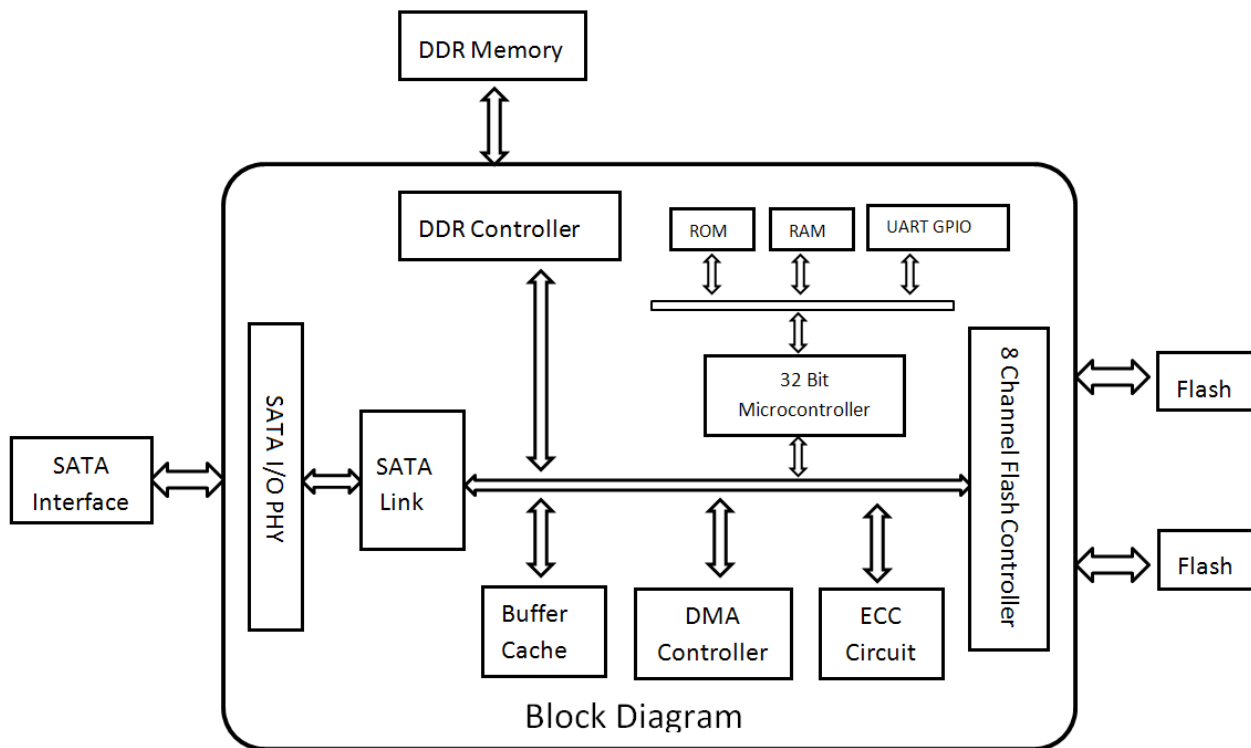 DDR Memory
DDR Controller
ROM
RAM
UART GPIO
32 Bit
Microcontroller
8 Channel Flash Controller
Flash
SATA I/O PHY
SATA
Link
SATA
Interface
Flash
Buffer
Cache
DMA
Controller
ECC
Circuit
Block Diagram